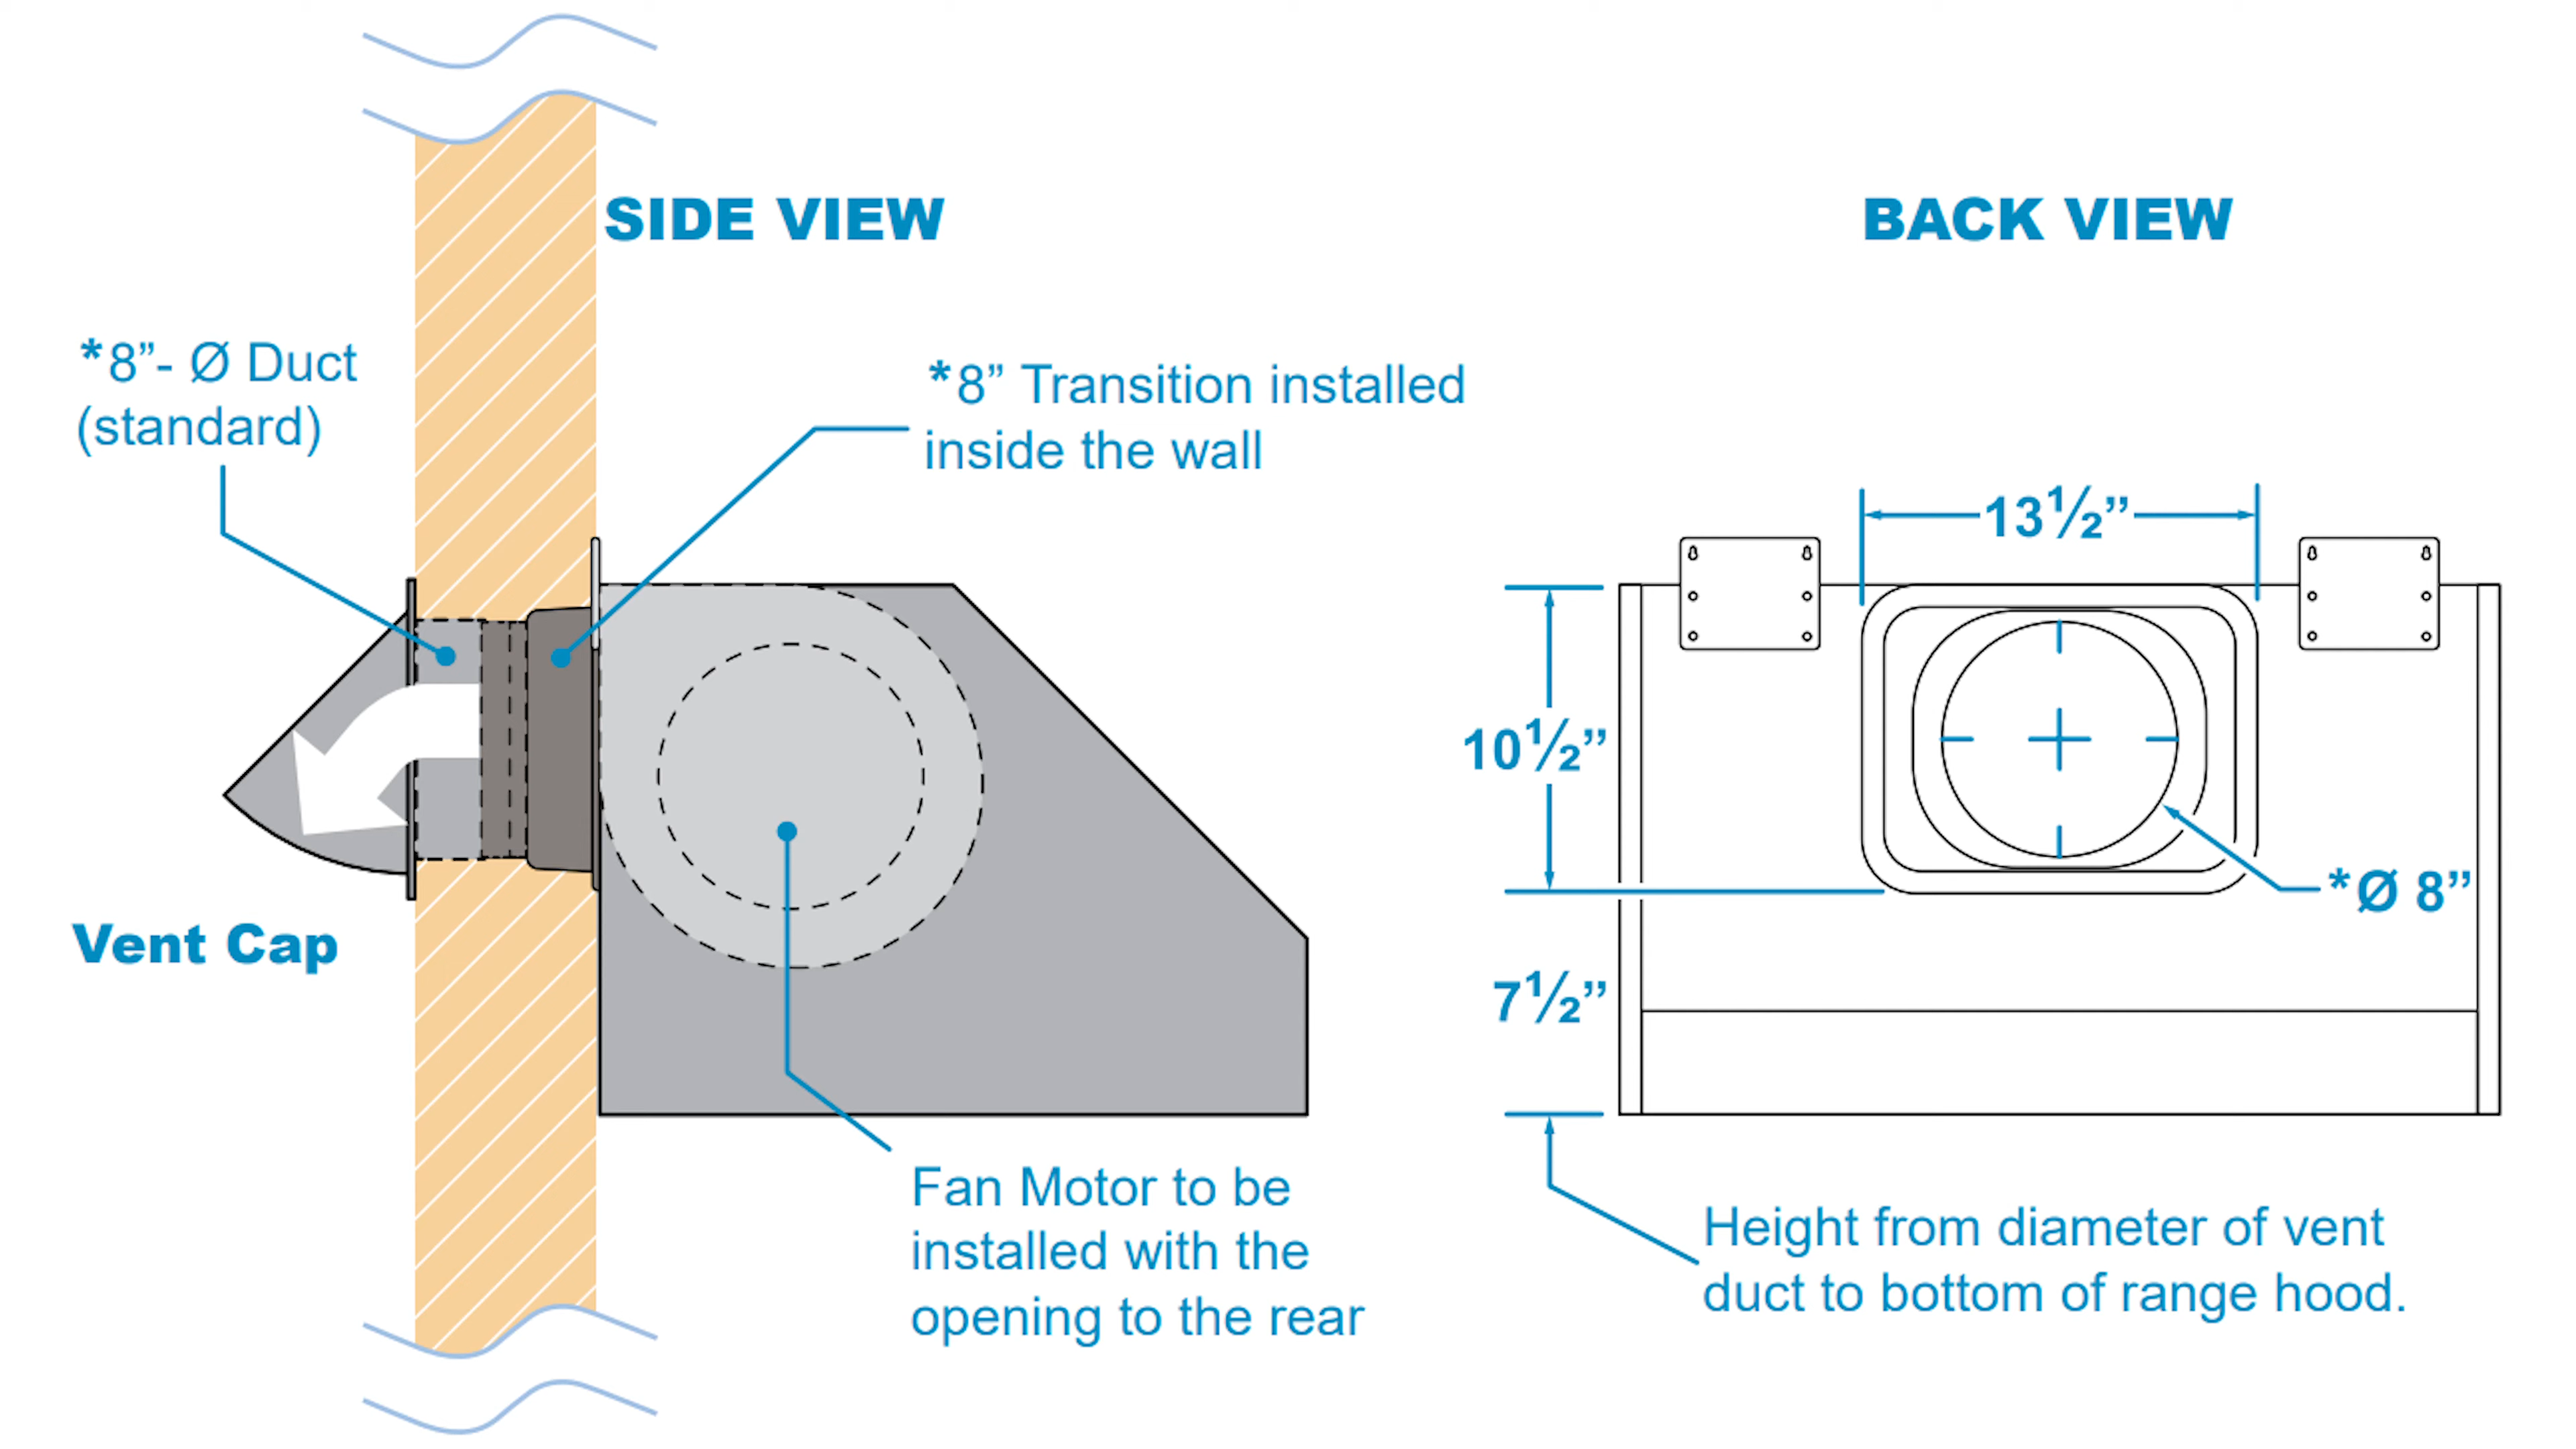 SIDE VIEW
BACK VIEW
*8”- Ø Duct
(standard)
*8” Transition installed
inside the wall
13½”
10½”
*Ø 8”
Vent Cap
7½”
Fan Motor to be
installed with the
opening to the rear
Height from diameter of vent
duct to bottom of range hood.